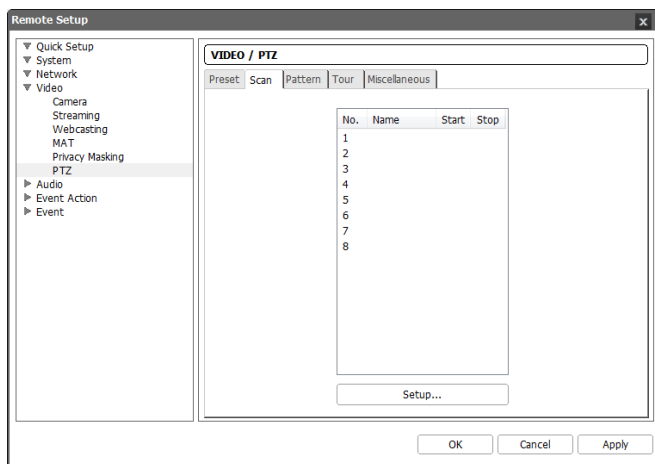 Remote Setup
x
Quick Setup
System
Network
Video
Camera
Streaming
Webcasting
MAT
Privacy Masking
PTZ
Audio
Event Action
Event
VIDEO / PTZ
Preset Scan Pattern Tour Miscellaneous
No. Name Start Stop
1
2
3
4
5
6
7
8
Setup...
OK Cancel Apply